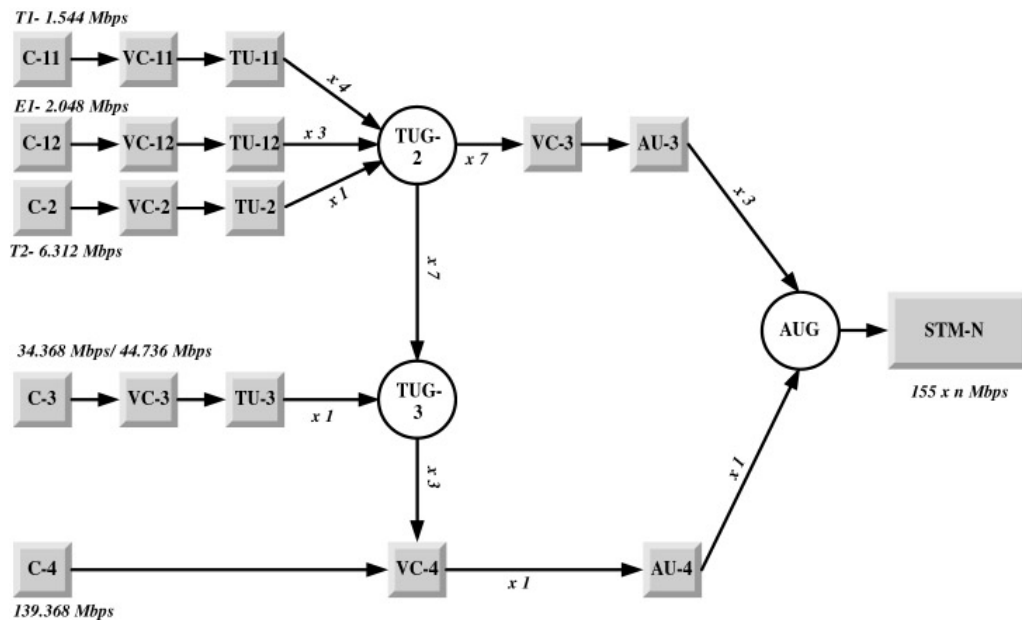 T1- 1.544 Mbps
C-11 VC-11 TU-11
x 4
E1- 2.048 Mbps
C-12 VC-12 TU-12 x 3 TUG-
2 x 7 VC-3 AU-3
C-2 VC-2 TU-2 x 1
T2- 6.312 Mbps
x 3
x 7
AUG STM-N
155 x n Mbps
34.368 Mbps/ 44.736 Mbps
C-3 VC-3 TU-3 x 1 TUG-
3
x 3
x 1
C-4 VC-4 x 1 AU-4
139.368 Mbps